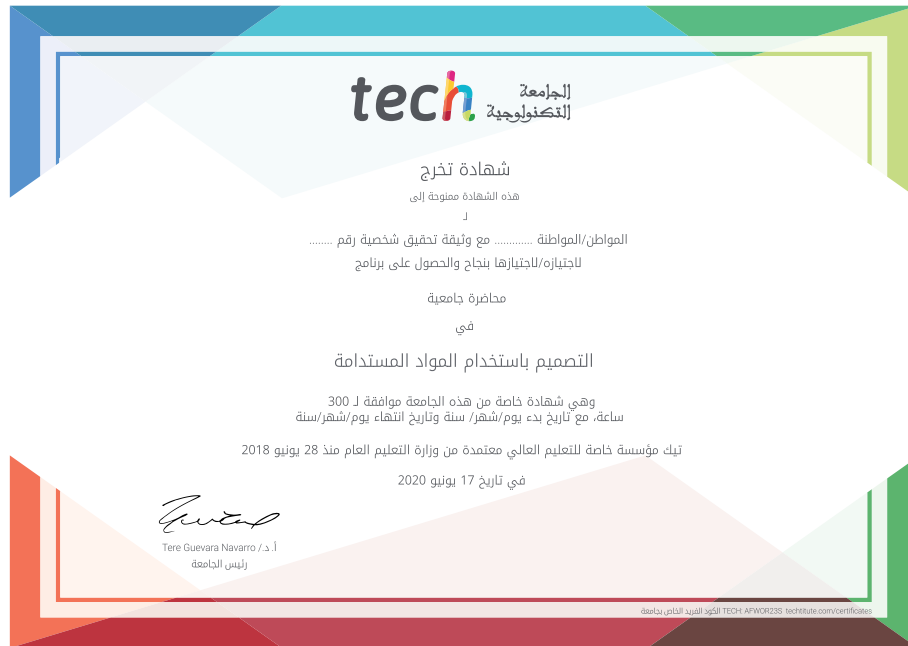 tech الجامعة
التكنولوجية
شهادة تخرج
هذه الشهادة ممنوحة إلى
لـ
المواطن/المواطنة ............. مع وثيقة تحقيق شخصية رقم ........
لاجتيازه/لاجتيازها بنجاح والحصول على برنامج
محاضرة جامعية
في
التصميم باستخدام المواد المستدامة
وهي شهادة خاصة من هذه الجامعة موافقة لـ 300
ساعة، مع تاريخ بدء يوم/شهر/ سنة وتاريخ انتهاء يوم/شهر/سنة
تيك مؤسسة خاصة للتعليم العالي معتمدة من وزارة التعليم العام منذ 28 يونيو 2018
في تاريخ 17 يونيو 2020
أ. د./ Tere Guevara Navarro
رئيس الجامعة
الكود الفريد الخاص بجامعة TECH: AFWOR23S techtitute.com/certificates